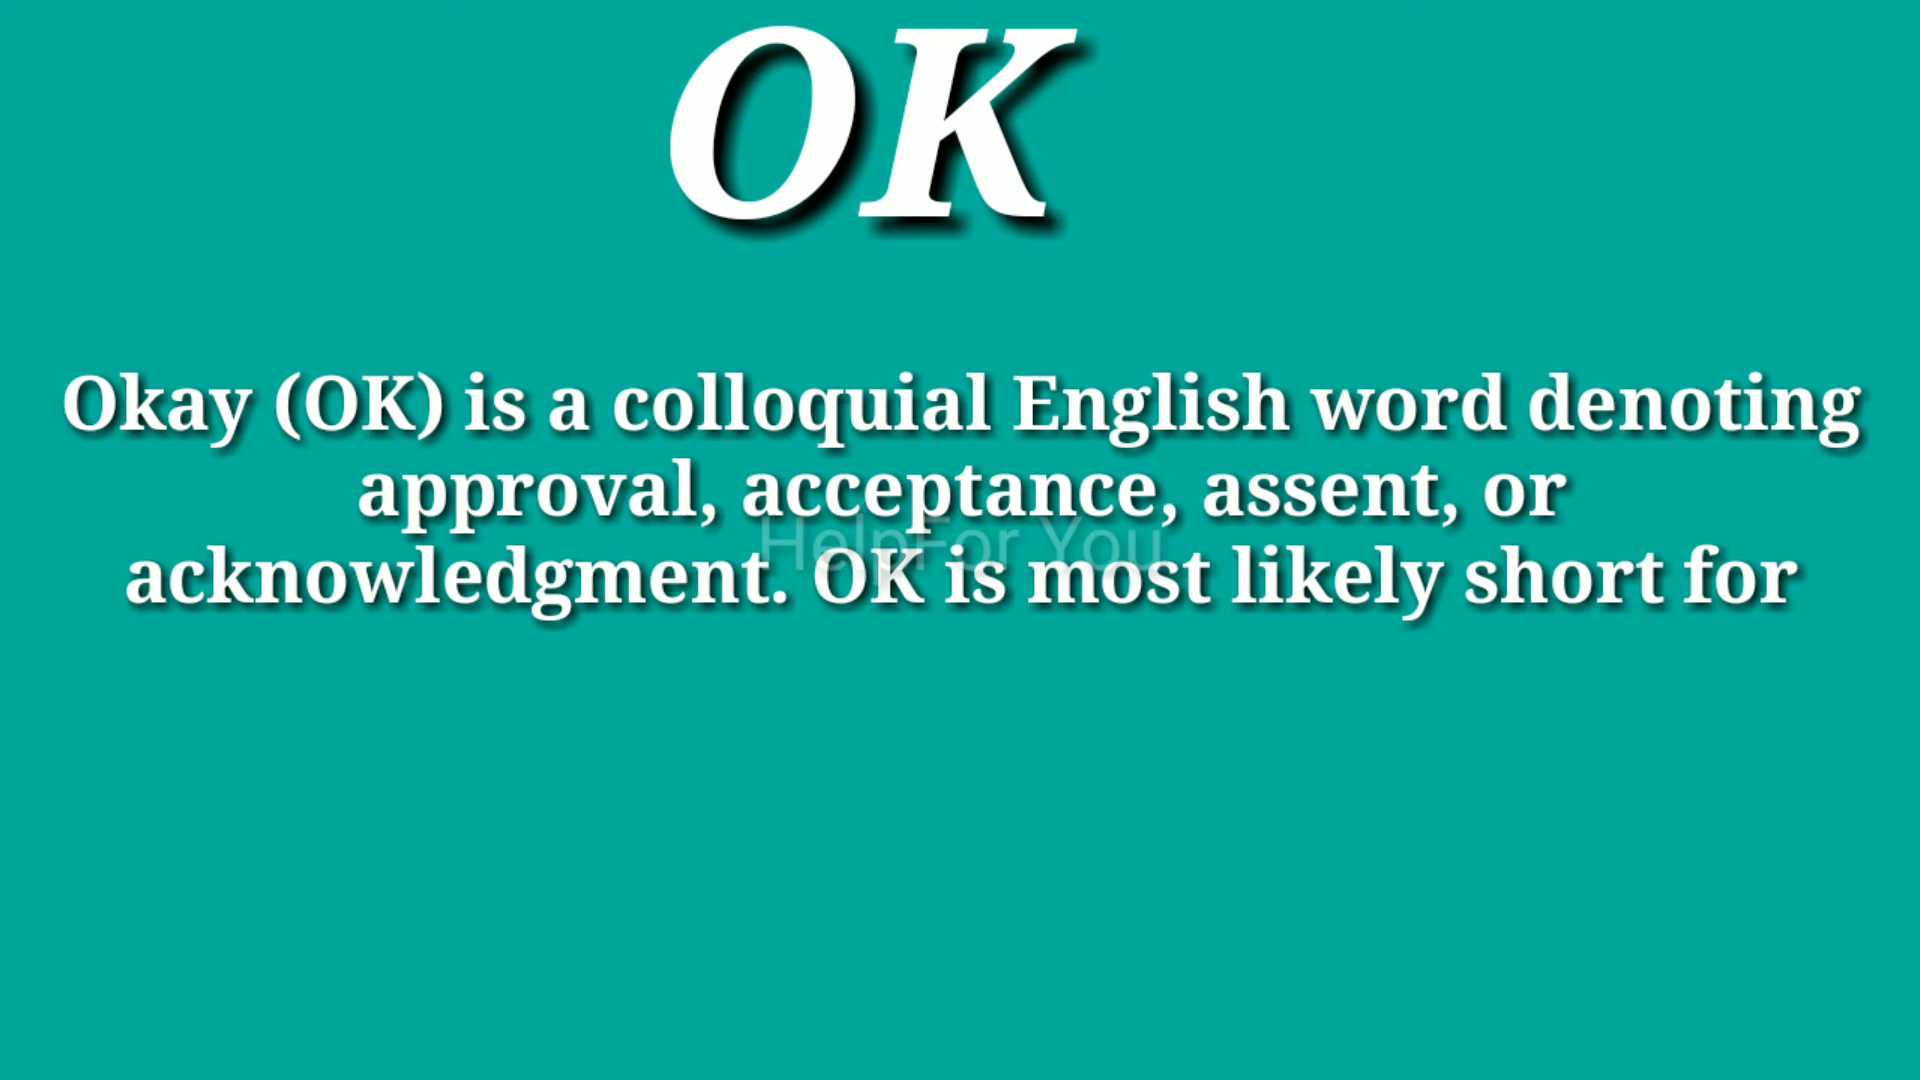 OK
Okay (OK) is a colloquial English word denoting
approval, acceptance, assent, or
HelpFor You
acknowledgment. OK is most likely short for